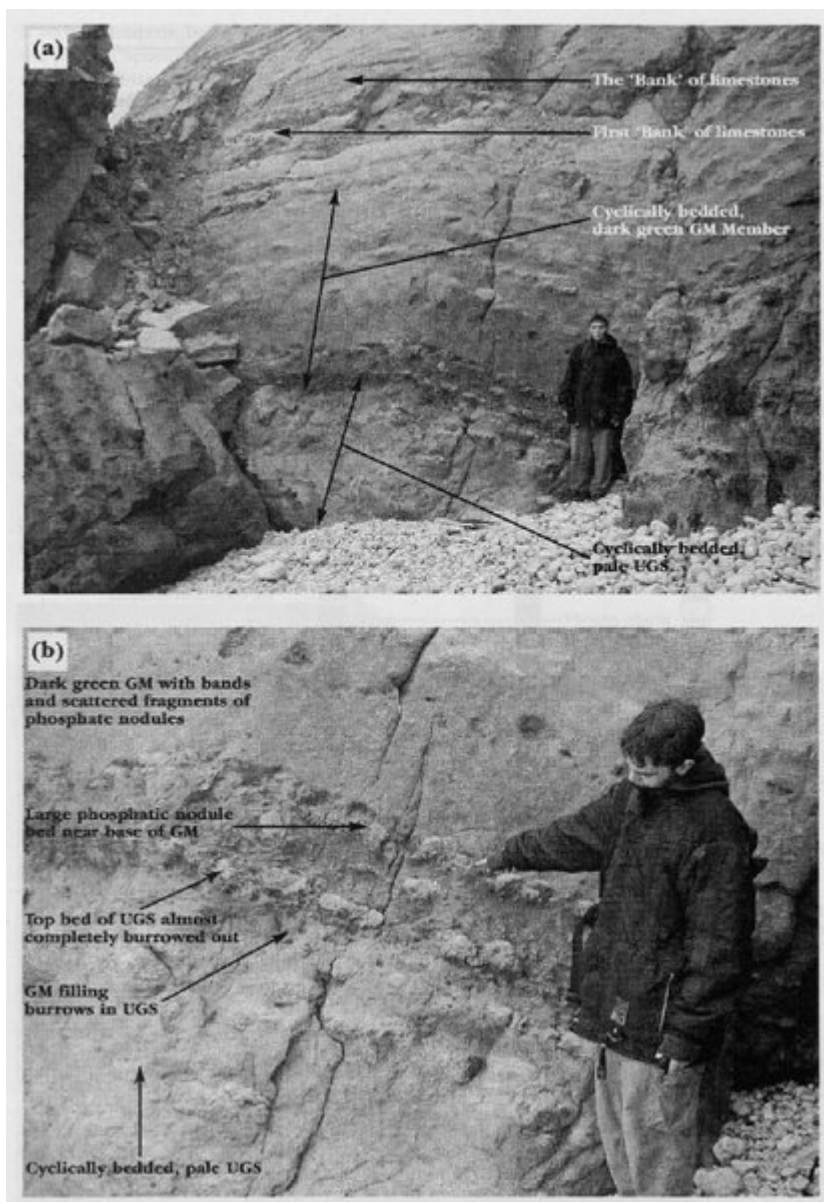 (a)
The 'Bank' of limestones
First 'Bank' of limestones
Cyclically bedded,
dark green GM Member
Cyclically bedded,
pale UGS
(b)
Dark green GM with bands
and scattered fragments of
phosphate nodules
Large phosphatic nodule
bed near base of GM
Top bed of UGS almost
completely burrowed out
GM filling
burrows in UGS
Cyclically bedded, pale UGS